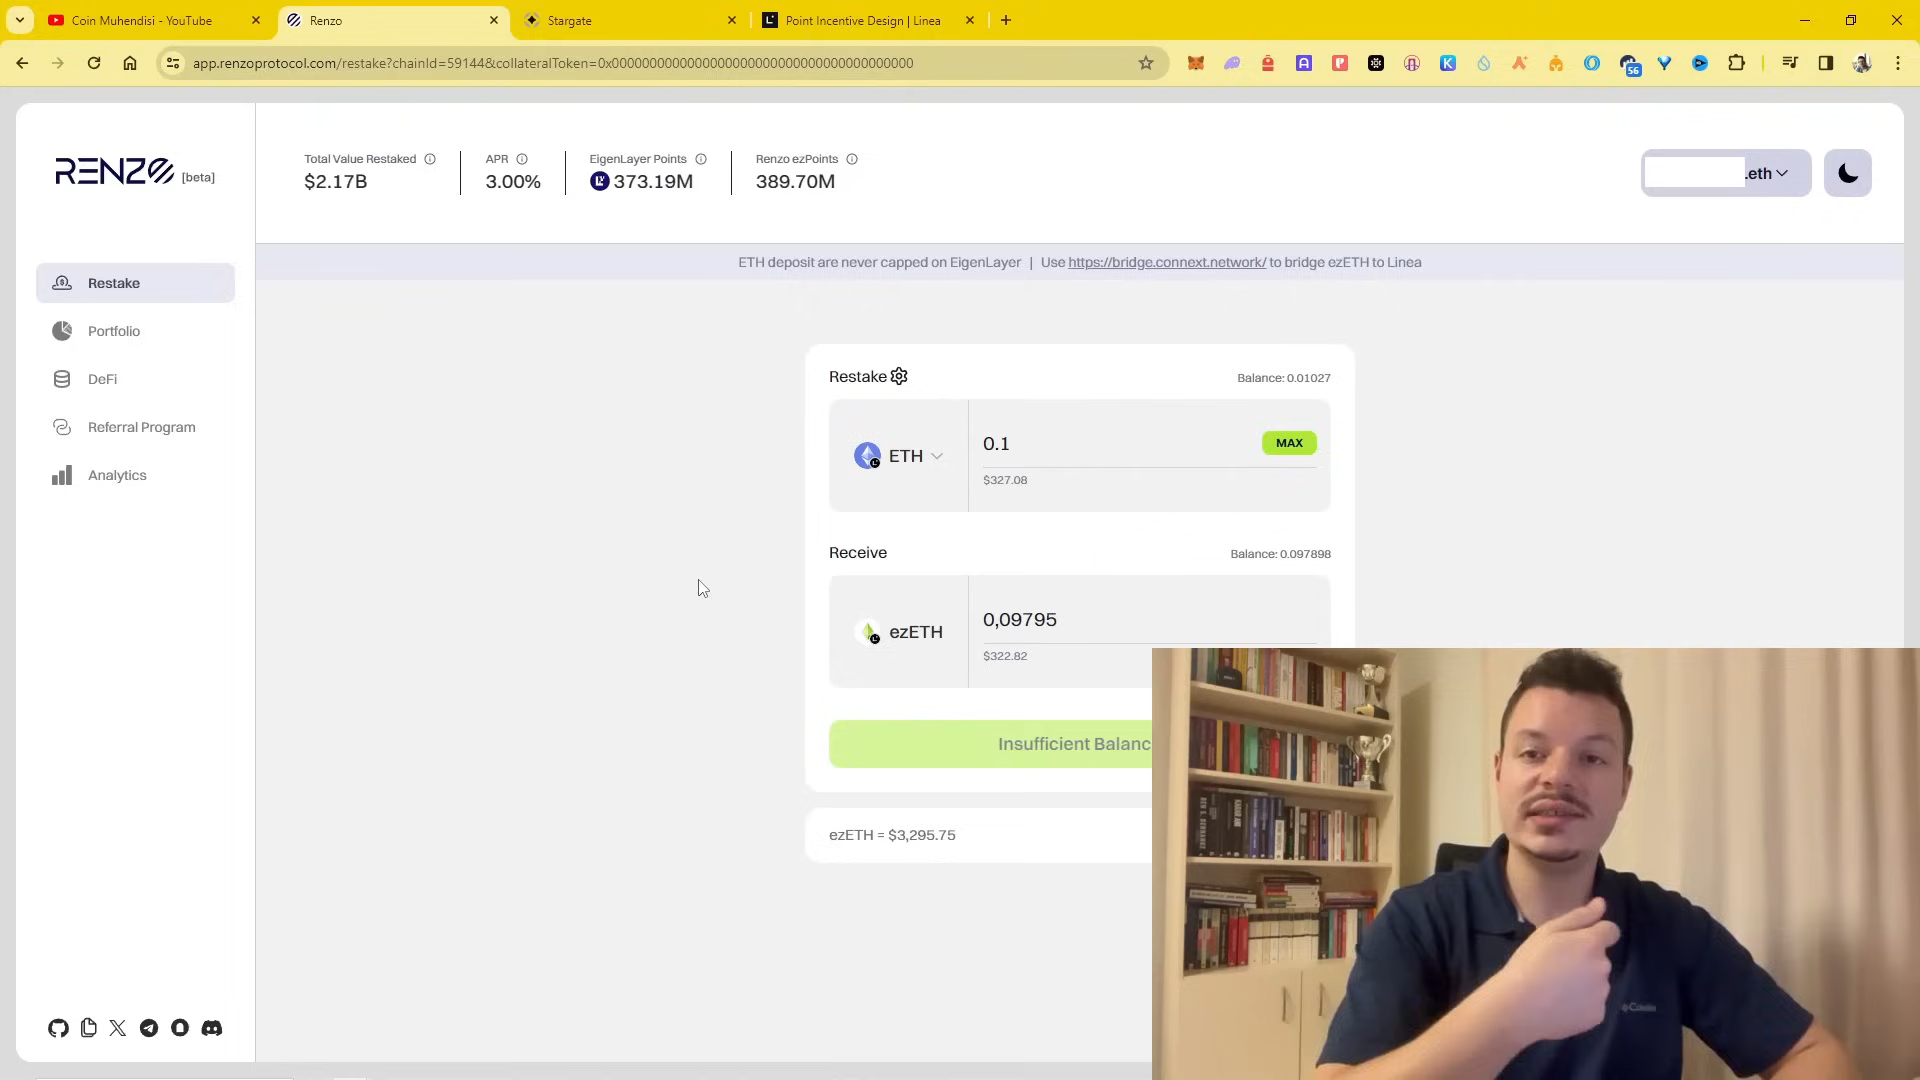 Coin Muhendisi - YouTube
Renzo
Stargate
Point Incentive Design | Linea
app.renzoprotocol.com/restake?chainId=59144&collateralToken=0x0000000000000000000000000000000000000000
56
RENZO [beta]
Total Value Restaked
$2.17B
APR
3.00%
EigenLayer Points
373.19M
Renzo ezPoints
389.70M
.eth
ETH deposit are never capped on EigenLayer | Use https://bridge.connext.network/ to bridge ezETH to Linea
Restake
Portfolio
DeFi
Referral Program
Analytics
Restake
Balance: 0.01027
ETH
0.1
MAX
$327.08
Receive
Balance: 0.097898
ezETH
0,09795
$322.82
Insufficient Balanc
ezETH = $3,295.75
Columbia